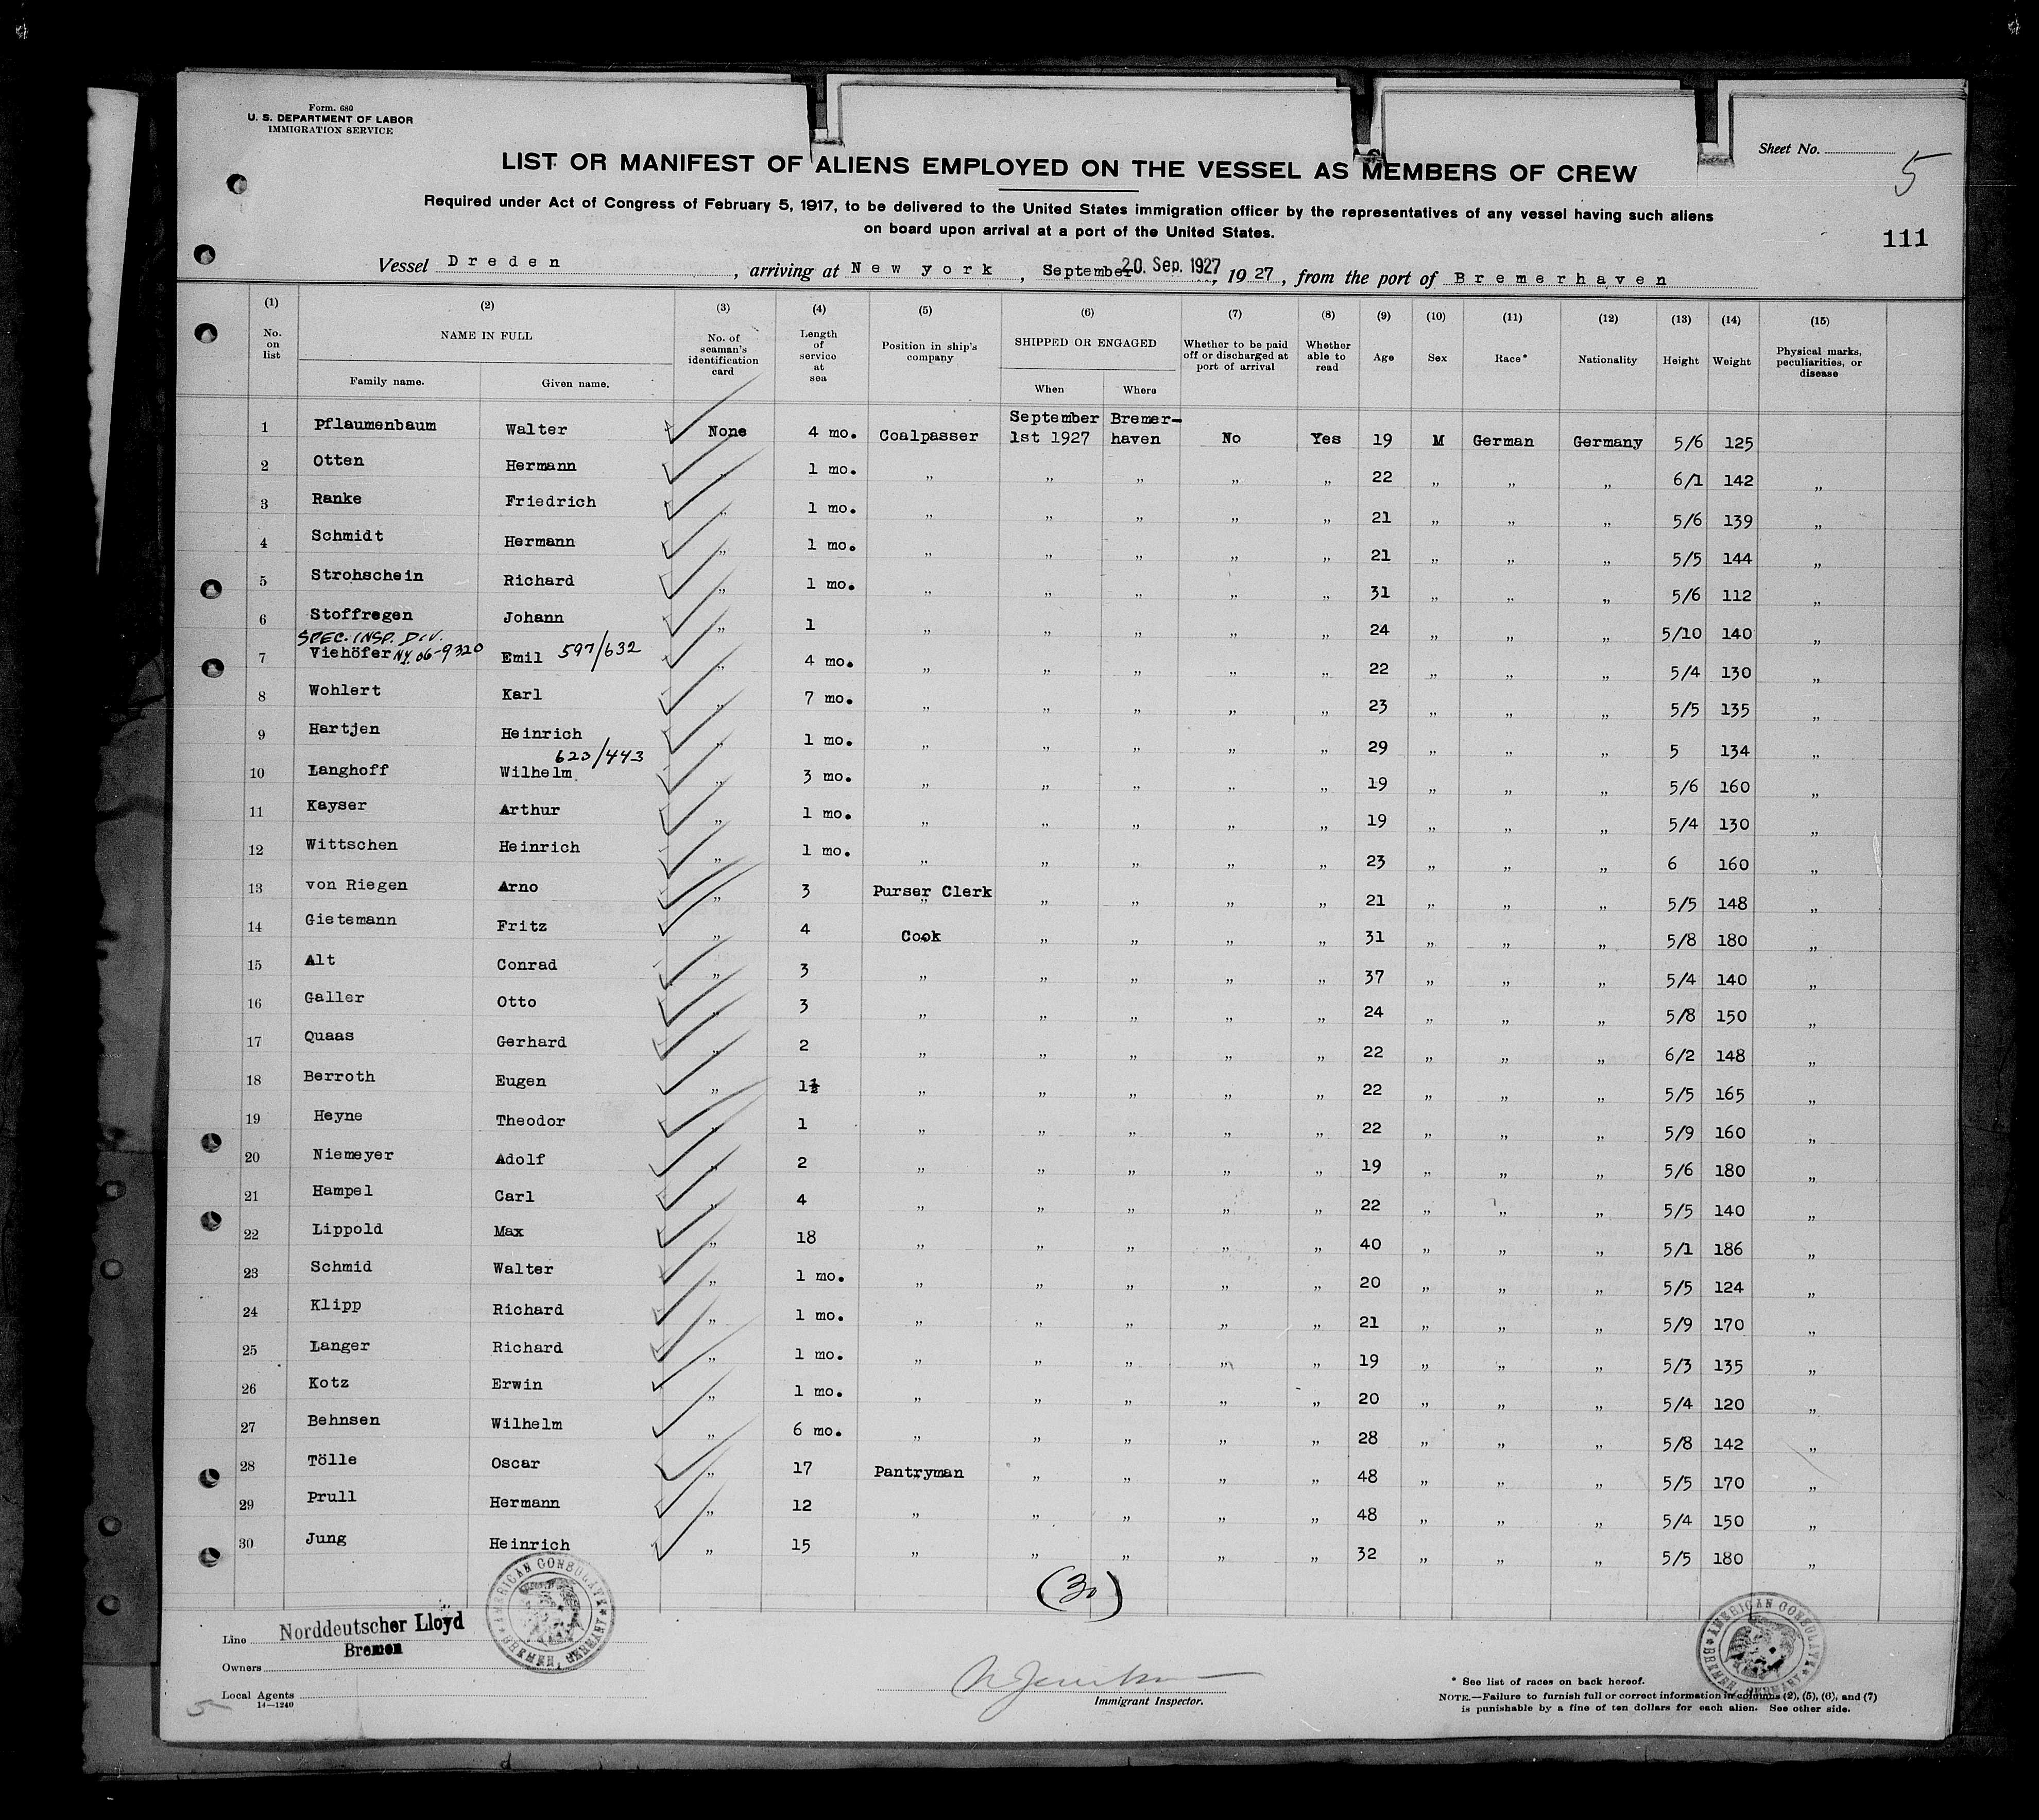 Form. 680
U. S. DEPARTMENT OF LABOR
IMMIGRATION SERVICE
Sheet No.
5
LIST OR MANIFEST OF ALIENS EMPLOYED ON THE VESSEL AS MEMBERS OF CREW
Required under Act of Congress of February 5, 1917, to be delivered to the United States immigration officer by the representatives of any vessel having such aliens
on board upon arrival at a port of the United States.
111
Vessel Dreden, arriving at New york, September 20. Sep. 1927, 1927, from the port of Bremerhaven
(1) No. on list (2) NAME IN FULL Family name. Given name. (3) No. of seaman's identification card (4) Length of service at sea (5) Position in ship's company (6) SHIPPED OR ENGAGED When Where (7) Whether to be paid off or discharged at port of arrival (8) Whether able to read (9) Age (10) Sex (11) Race* (12) Nationality (13) Height (14) Weight (15) Physical marks, peculiarities, or disease
1 Pflaumenbaum Walter None 4 mo. Coalpasser September 1st 1927 Bremer-haven No Yes 19 M German Germany 5/6 125
2 Otten Hermann „ 1 mo. „ „ „ „ „ 22 „ „ „ 6/1 142 „
3 Ranke Friedrich „ 1 mo. „ „ „ „ „ 21 „ „ „ 5/6 139 „
4 Schmidt Hermann „ 1 mo. „ „ „ „ „ 21 „ „ „ 5/5 144 „
5 Strohschein Richard „ 1 mo. „ „ „ „ „ 31 „ „ „ 5/6 112 „
6 Stoffregen Johann „ 1 „ „ „ „ „ 24 „ „ „ 5/10 140 „
SPEC. INSP. DIV.
7 Viehöfer N.Y. 06-9320 Emil 597/632 „ 4 mo. „ „ „ „ „ 22 „ „ „ 5/4 130 „
8 Wohlert Karl „ 7 mo. „ „ „ „ „ 23 „ „ „ 5/5 135 „
9 Hartjen Heinrich „ 1 mo. „ „ „ „ „ 29 „ „ „ 5 134 „
623/443
10 Langhoff Wilhelm „ 3 mo. „ „ „ „ „ 19 „ „ „ 5/6 160 „
11 Kayser Arthur „ 1 mo. „ „ „ „ „ 19 „ „ „ 5/4 130 „
12 Wittschen Heinrich „ 1 mo. „ „ „ „ „ 23 „ „ „ 6 160 „
13 von Riegen Arno „ 3 Purser Clerk „ „ „ „ 21 „ „ „ 5/5 148 „
14 Gietemann Fritz „ 4 Cook „ „ „ „ 31 „ „ „ 5/8 180 „
15 Alt Conrad „ 3 „ „ „ „ „ 37 „ „ „ 5/4 140 „
16 Galler Otto „ 3 „ „ „ „ „ 24 „ „ „ 5/8 150 „
17 Quaas Gerhard „ 2 „ „ „ „ „ 22 „ „ „ 6/2 148 „
18 Berroth Eugen „ 1½ „ „ „ „ „ 22 „ „ „ 5/5 165 „
19 Heyne Theodor „ 1 „ „ „ „ „ 22 „ „ „ 5/9 160 „
20 Niemeyer Adolf „ 2 „ „ „ „ „ 19 „ „ „ 5/6 180 „
21 Hampel Carl „ 4 „ „ „ „ „ 22 „ „ „ 5/5 140 „
22 Lippold Max „ 18 „ „ „ „ „ 40 „ „ „ 5/1 186 „
23 Schmid Walter „ 1 mo. „ „ „ „ „ 20 „ „ „ 5/5 124 „
24 Klipp Richard „ 1 mo. „ „ „ „ „ 21 „ „ „ 5/9 170 „
25 Langer Richard „ 1 mo. „ „ „ „ „ 19 „ „ „ 5/3 135 „
26 Kotz Erwin „ 1 mo. „ „ „ „ „ 20 „ „ „ 5/4 120 „
27 Behnsen Wilhelm „ 6 mo. „ „ „ „ „ 28 „ „ „ 5/8 142 „
28 Tölle Oscar „ 17 Pantryman „ „ „ „ 48 „ „ „ 5/5 170 „
29 Prull Hermann „ 12 „ „ „ „ „ 48 „ „ „ 5/4 150 „
30 Jung Heinrich „ 15 „ „ „ „ „ 32 „ „ „ 5/5 180 „
(30)
AMERICAN CONSULATE BREMEN, GERMANY
AMERICAN CONSULATE BREMEN, GERMANY
Line Norddeutscher Lloyd
Bremen
Owners
Local Agents
14—1240
5
Immigrant Inspector.
* See list of races on back hereof.
NOTE.—Failure to furnish full or correct information in columns (2), (5), (6), and (7)
is punishable by a fine of ten dollars for each alien. See other side.